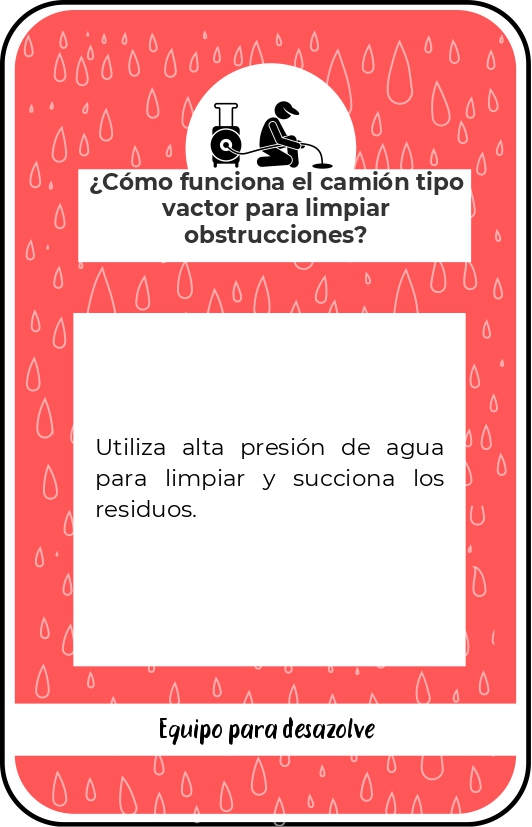 ¿Cómo funciona el camión tipo
vactor para limpiar
obstrucciones?
Utiliza alta presión de agua
para limpiar y succiona los
residuos.
Equipo para desazolve